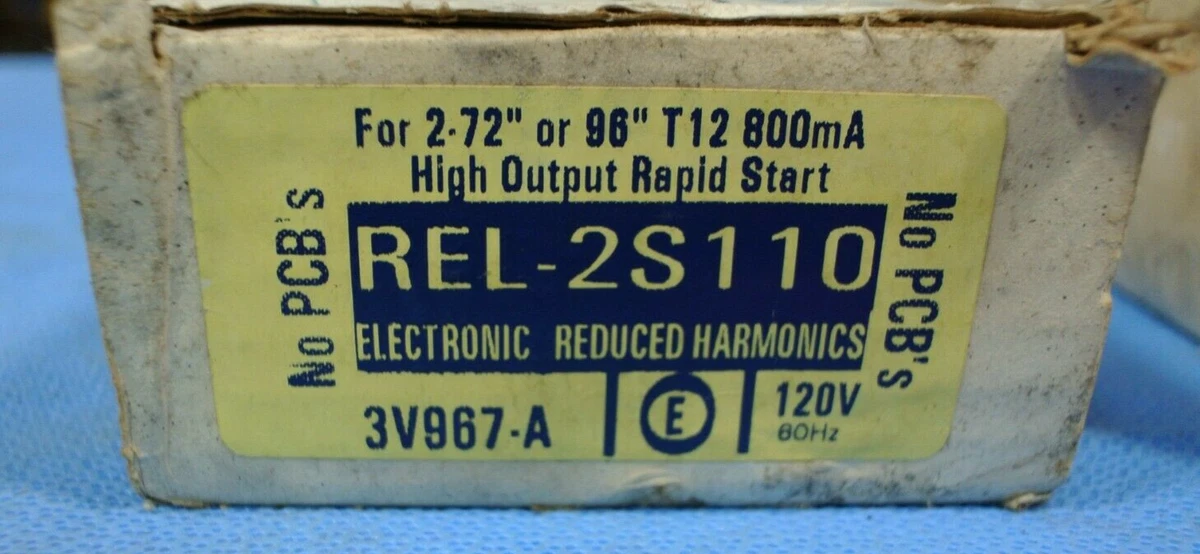 For 2-72" or 96" T12 800mA
High Output Rapid Start
No PCB's
REL-2S110
ELECTRONIC REDUCED HARMONICS
No PCB's
3V967-A
E
120V
60Hz